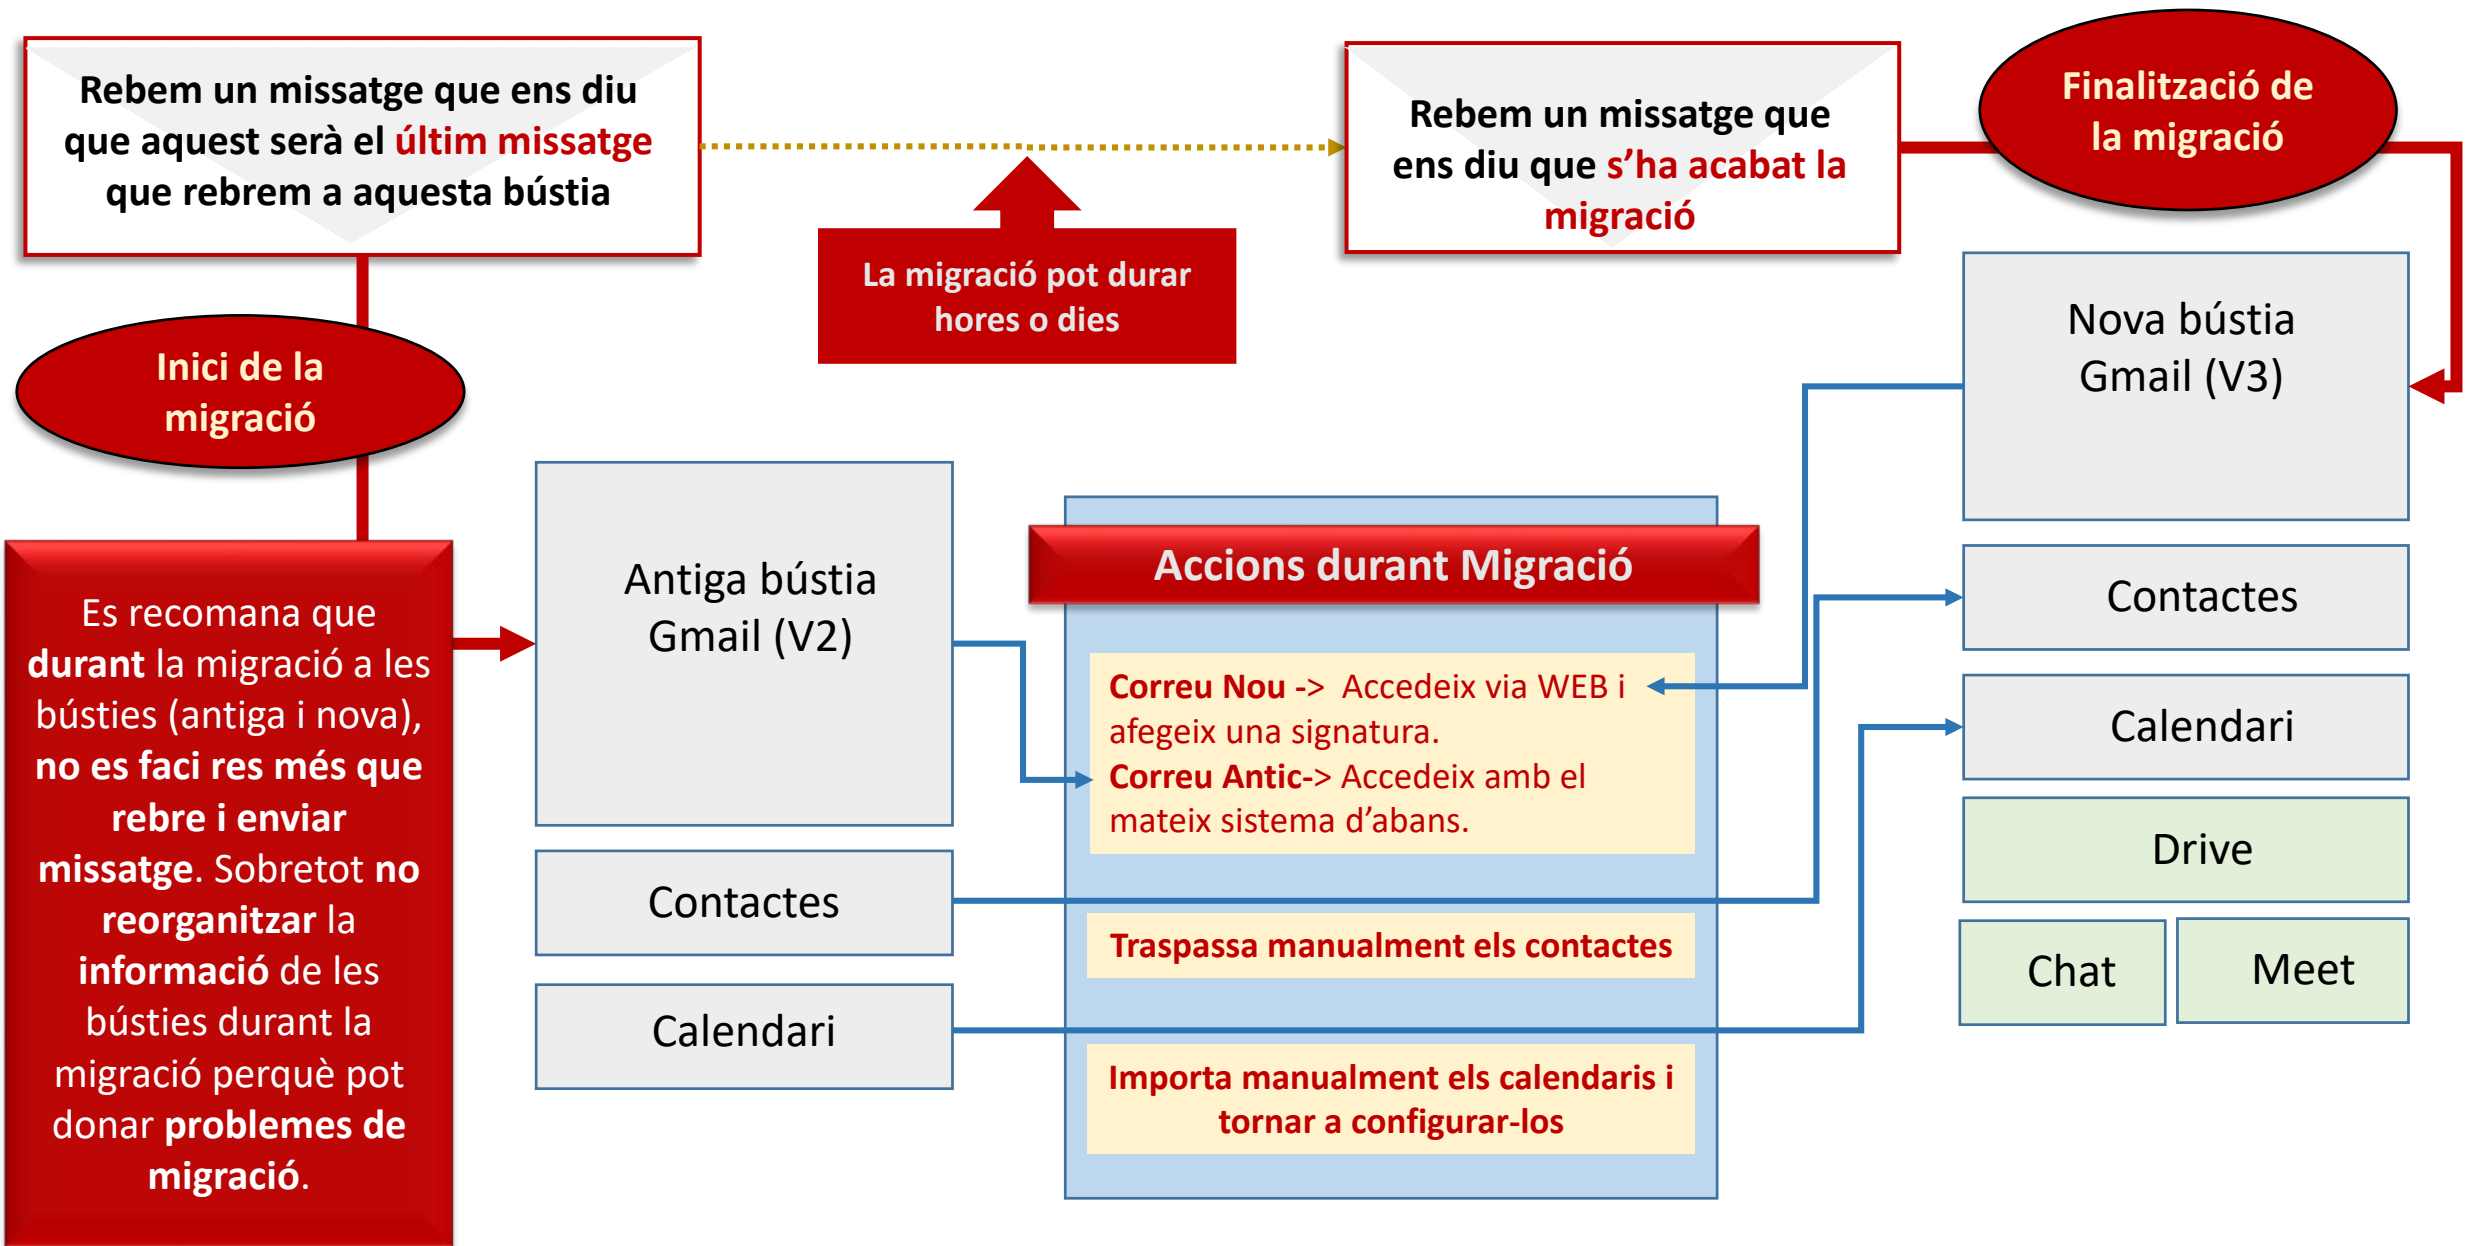 Rebem un missatge que ens diu
que aquest serà el últim missatge
que rebrem a aquesta bústia
Rebem un missatge que
ens diu que s’ha acabat la
migració
Finalització de
la migració
La migració pot durar
hores o dies
Inici de la
migració
Es recomana que
durant la migració a les
bústies (antiga i nova),
no es faci res més que
rebre i enviar
missatge. Sobretot no
reorganitzar la
informació de les
bústies durant la
migració perquè pot
donar problemes de
migració.
Antiga bústia
Gmail (V2)
Contactes
Calendari
Accions durant Migració
Correu Nou -> Accedeix via WEB i
afegeix una signatura.
Correu Antic-> Accedeix amb el
mateix sistema d’abans.
Traspassa manualment els contactes
Importa manualment els calendaris i
tornar a configurar-los
Nova bústia
Gmail (V3)
Contactes
Calendari
Drive
Chat
Meet